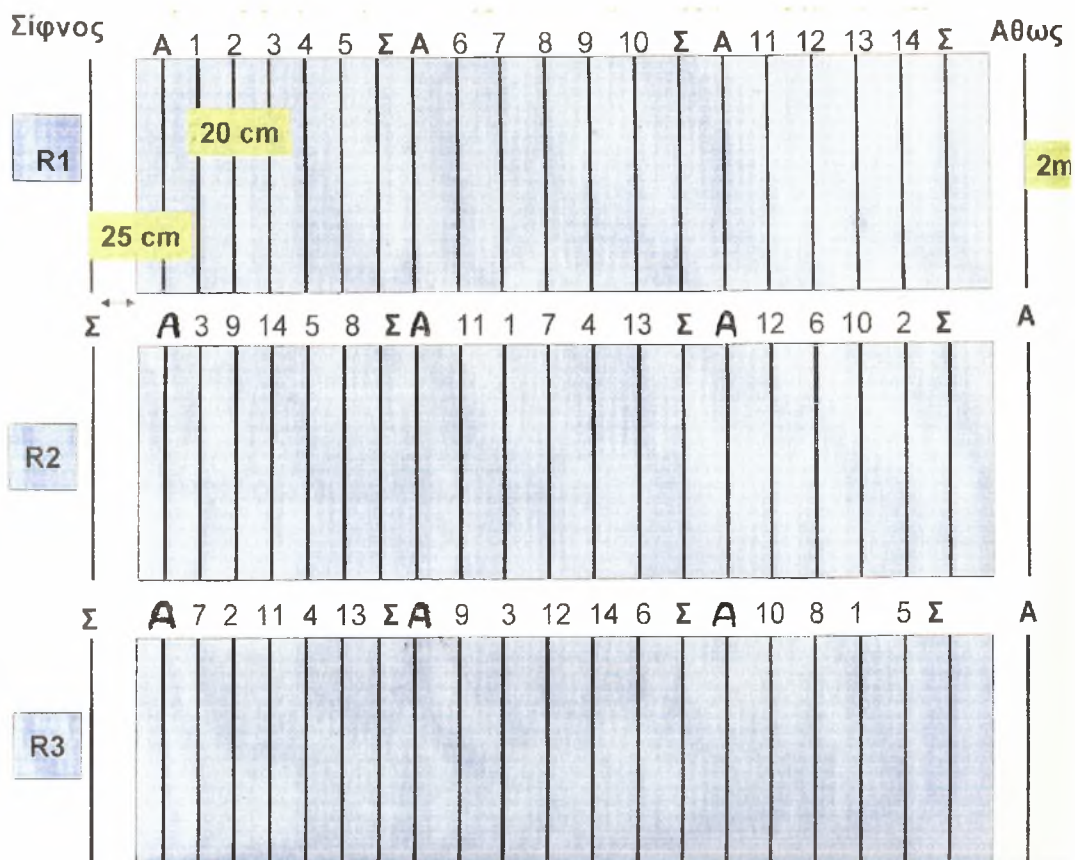 Σίφνος A 1 2 3 4 5 Σ A 6 7 8 9 10 Σ A 11 12 13 14 Σ Αθως
20 cm
R1
2m
25 cm
Σ A 3 9 14 5 8 Σ A 11 1 7 4 13 Σ A 12 6 10 2 Σ A
R2
Σ A 7 2 11 4 13 Σ A 9 3 12 14 6 Σ A 10 8 1 5 Σ A
R3